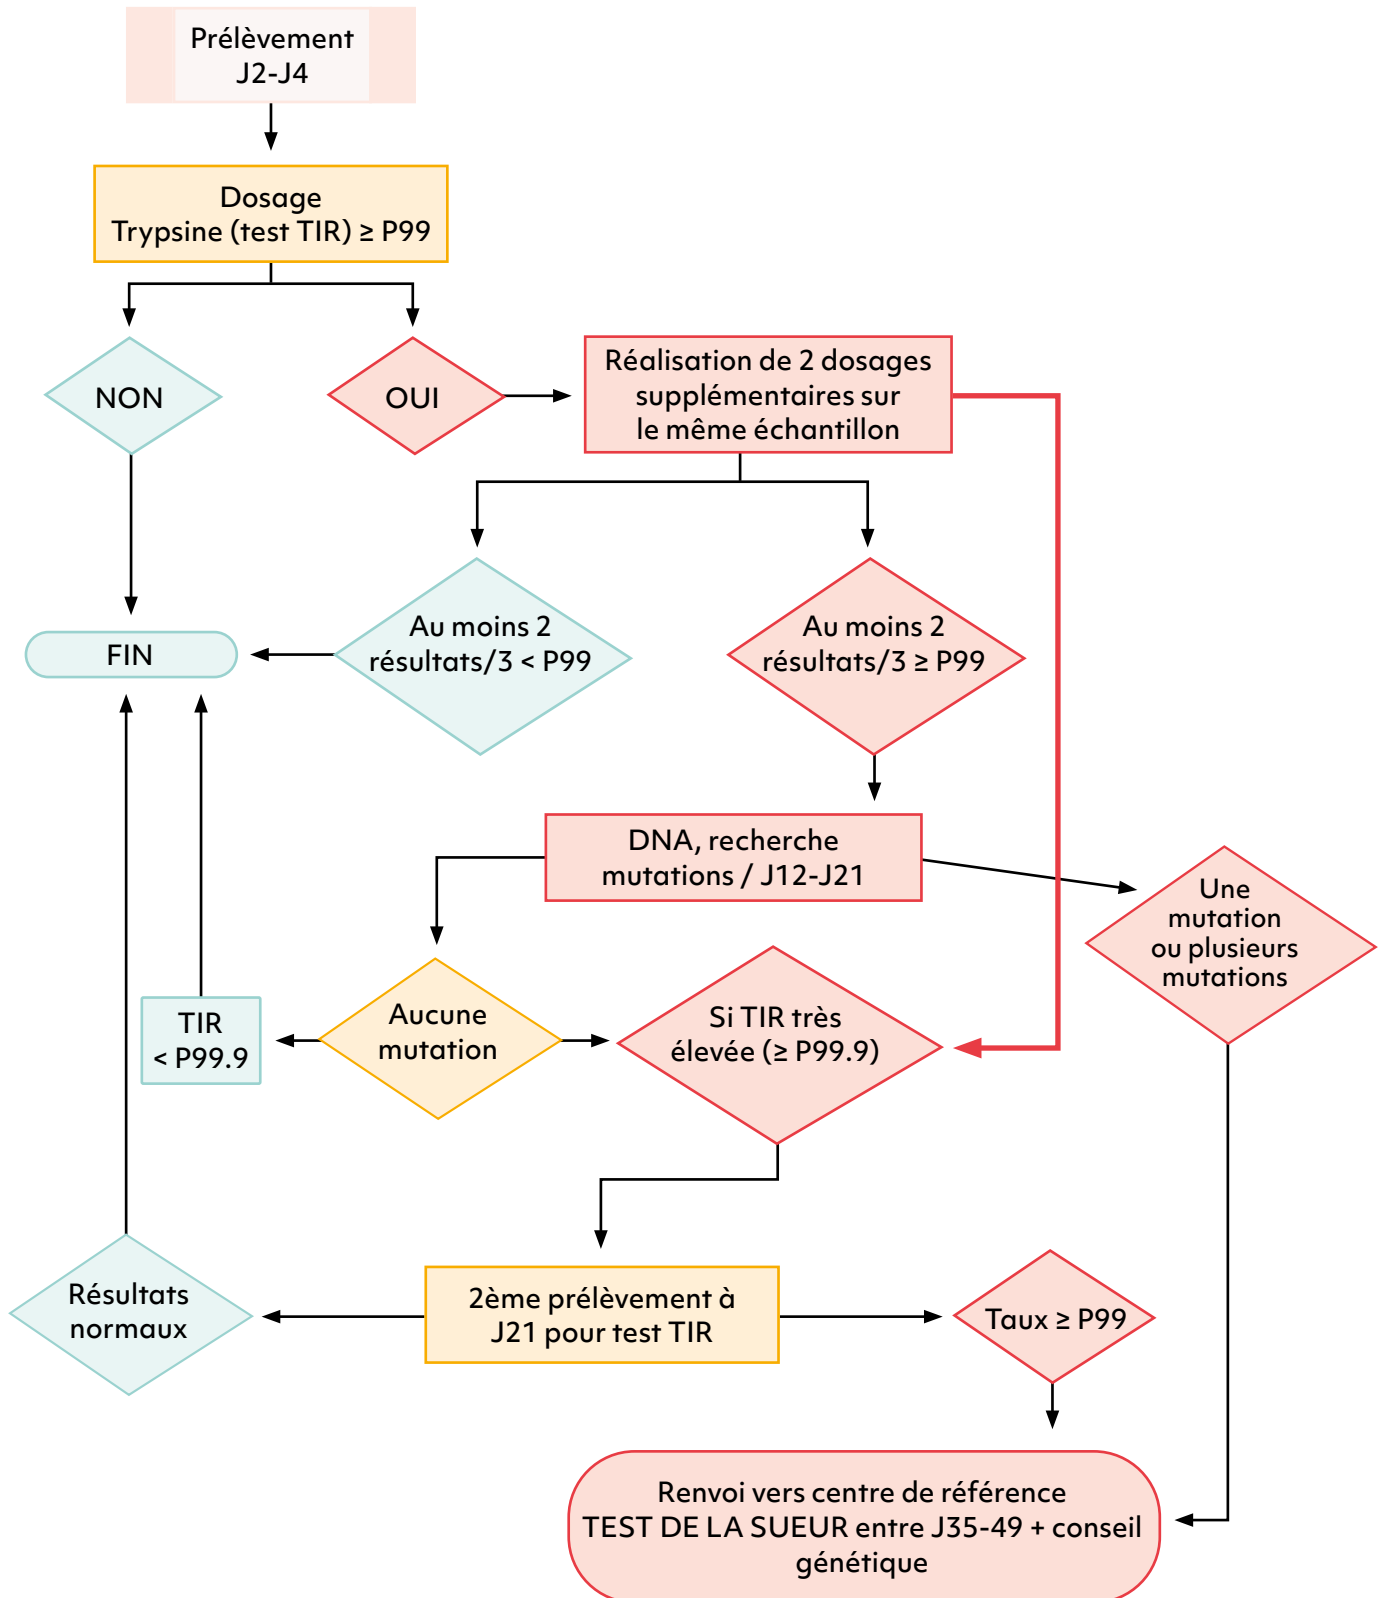 Prélèvement
J2-J4
Dosage
Trypsine (test TIR) ≥ P99
NON
OUI
Réalisation de 2 dosages
supplémentaires sur
le même échantillon
FIN
Au moins 2
résultats/3 < P99
Au moins 2
résultats/3 ≥ P99
DNA, recherche
mutations / J12-J21
Une
mutation
ou plusieurs
mutations
TIR
< P99.9
Aucune
mutation
Si TIR très
élevée (≥ P99.9)
Résultats
normaux
2ème prélèvement à
J21 pour test TIR
Taux ≥ P99
Renvoi vers centre de référence
TEST DE LA SUEUR entre J35-49 + conseil
génétique